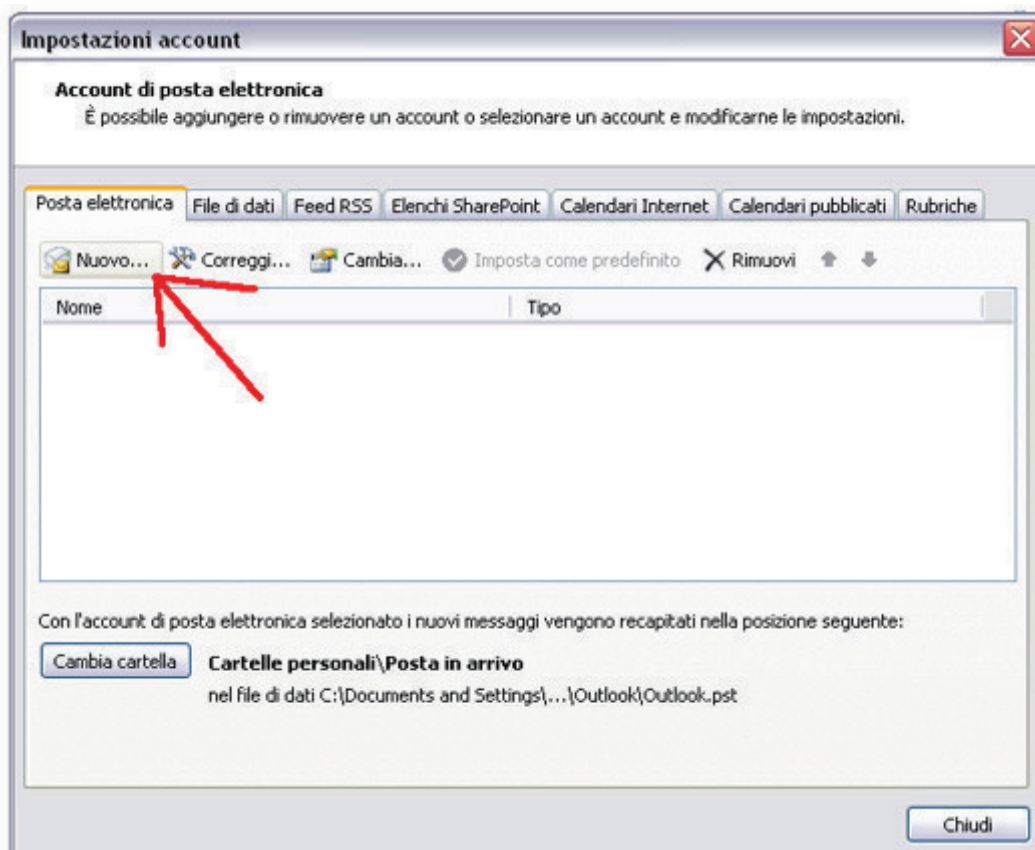 Impostazioni account
Account di posta elettronica
È possibile aggiungere o rimuovere un account o selezionare un account e modificarne le impostazioni.
Posta elettronica File di dati Feed RSS Elenchi SharePoint Calendari Internet Calendari pubblicati Rubriche
Nuovo... Correggi... Cambia... Imposta come predefinito Rimuovi
Nome Tipo
Con l'account di posta elettronica selezionato i nuovi messaggi vengono recapitati nella posizione seguente:
Cambia cartella Cartelle personali\Posta in arrivo
nel file di dati C:\Documents and Settings\...\Outlook\Outlook.pst
Chiudi